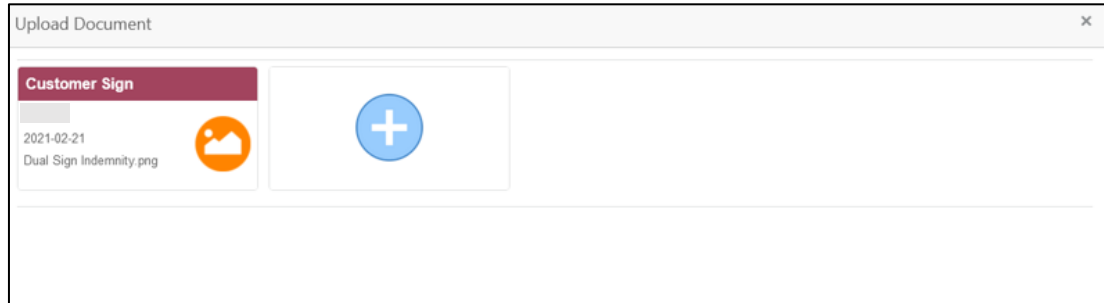 Upload Document
×
Customer Sign
2021-02-21
Dual Sign Indemnity.png